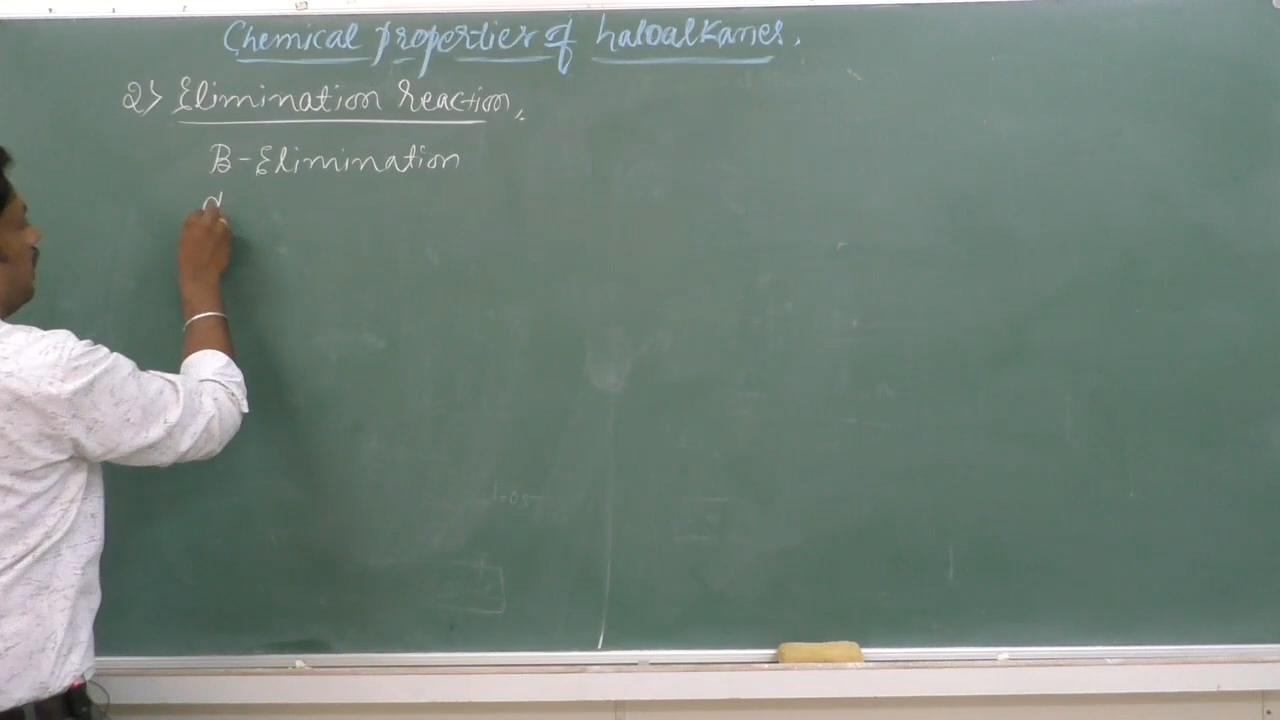 Chemical properties of haloalkanes.
2> Elimination reaction.
B-Elimination